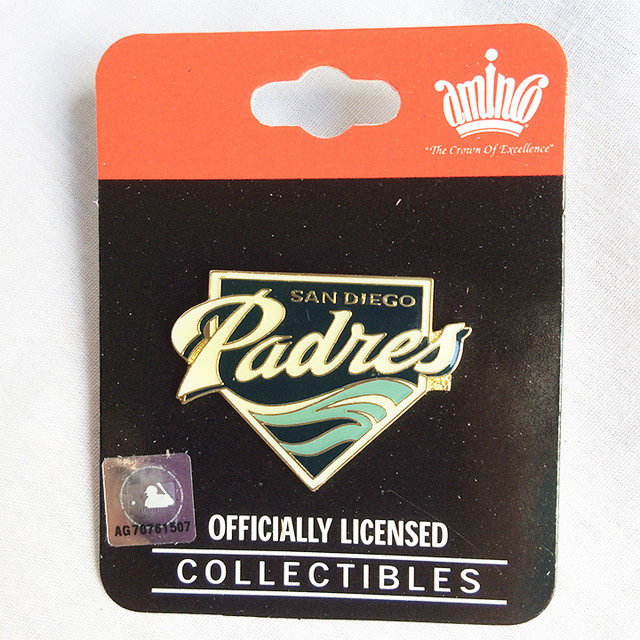 aminco
"The Crown Of Excellence"
SAN DIEGO
Padres
AG70761507
OFFICIALLY LICENSED
COLLECTIBLES